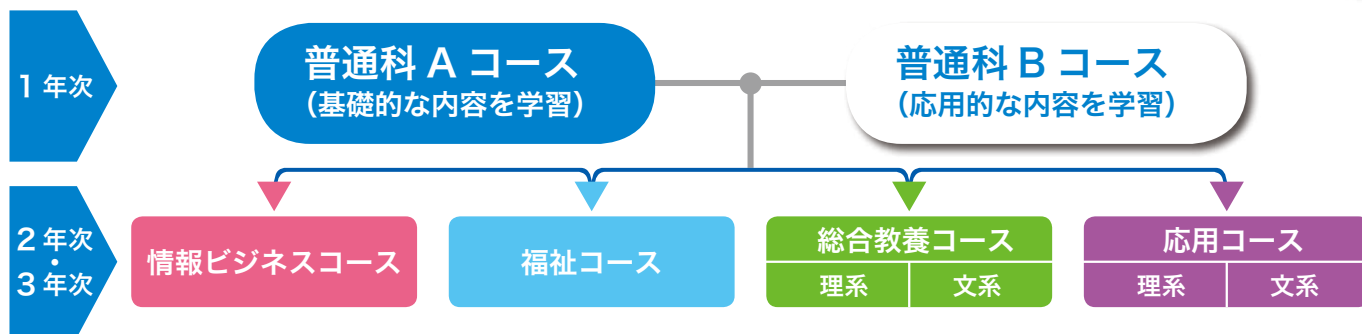 1 年次
普通科 A コース
（基礎的な内容を学習）
普通科 B コース
（応用的な内容を学習）
2 年次
・
3 年次
情報ビジネスコース
福祉コース
総合教養コース
理系
文系
応用コース
理系
文系